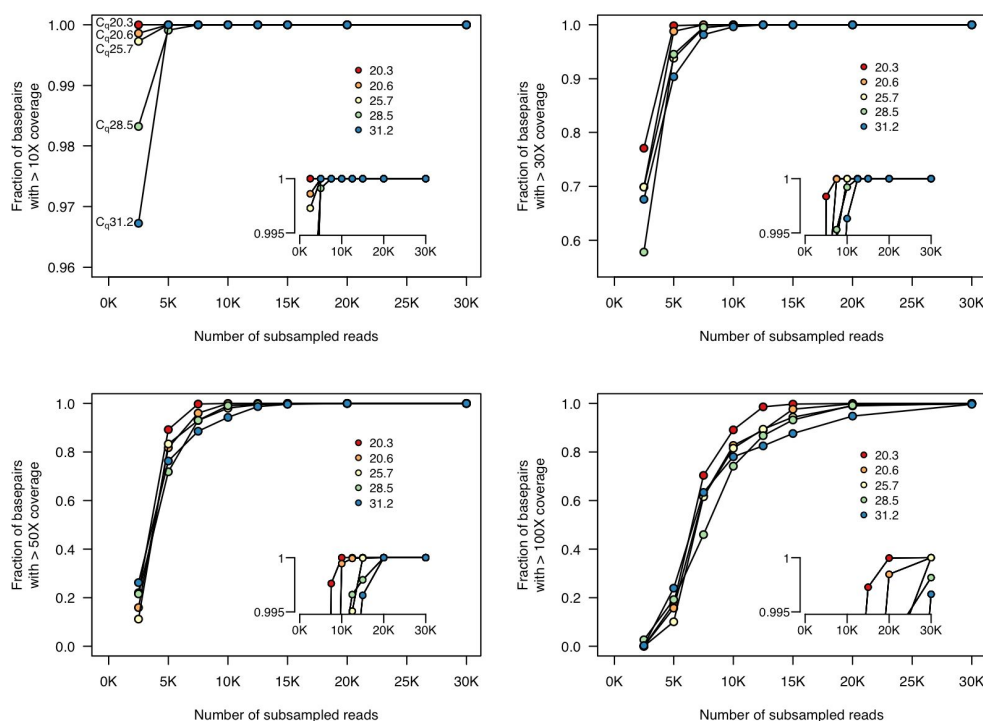 Fraction of basepairs
with > 10X coverage
1.00
0.99
0.98
0.97
0.96
Cq20.3
Cq20.6
Cq25.7
Cq28.5
Cq31.2
20.3
20.6
25.7
28.5
31.2
1
0.995
0K 10K 20K 30K
0K 5K 10K 15K 20K 30K
Number of subsampled reads
Fraction of basepairs
with > 30X coverage
1.00
0.9
0.8
0.7
0.6
20.3
20.6
25.7
28.5
31.2
1
0.995
0K 10K 20K 30K
0K 5K 10K 15K 20K 30K
Number of subsampled reads
Fraction of basepairs
with > 50X coverage
1.0
0.8
0.6
0.4
0.2
0.0
20.3
20.6
25.7
28.5
31.2
1
0.995
0K 10K 20K 30K
0K 5K 10K 15K 20K 30K
Number of subsampled reads
Fraction of basepairs
with > 100X coverage
1.0
0.8
0.6
0.4
0.2
0.0
20.3
20.6
25.7
28.5
31.2
1
0.995
0K 10K 20K 30K
0K 5K 10K 15K 20K 30K
Number of subsampled reads